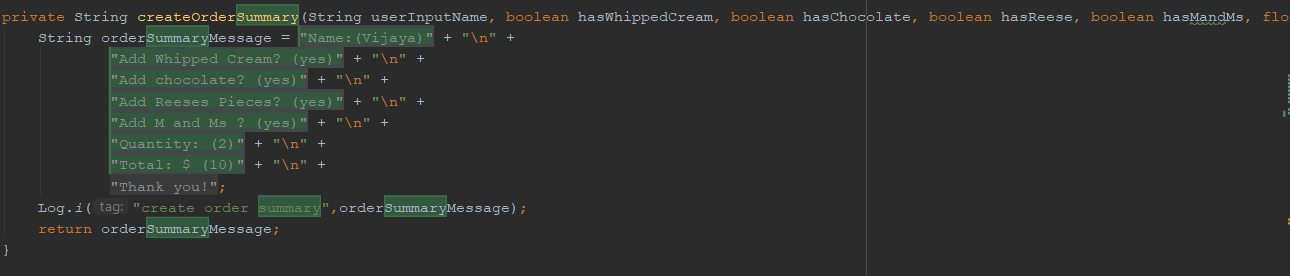 private String createOrderSummary(String userInputName, boolean hasWhippedCream, boolean hasChocolate, boolean hasReese, boolean hasMandMs, flo
String orderSummaryMessage = "Name:(Vijaya)" + "\n" +
"Add Whipped Cream? (yes)" + "\n" +
"Add chocolate? (yes)" + "\n" +
"Add Reeses Pieces? (yes)" + "\n" +
"Add M and Ms ? (yes)" + "\n" +
"Quantity: (2)" + "\n" +
"Total: $ (10)" + "\n" +
"Thank you!";
Log.i( tag: "create order summary",orderSummaryMessage);
return orderSummaryMessage;
}